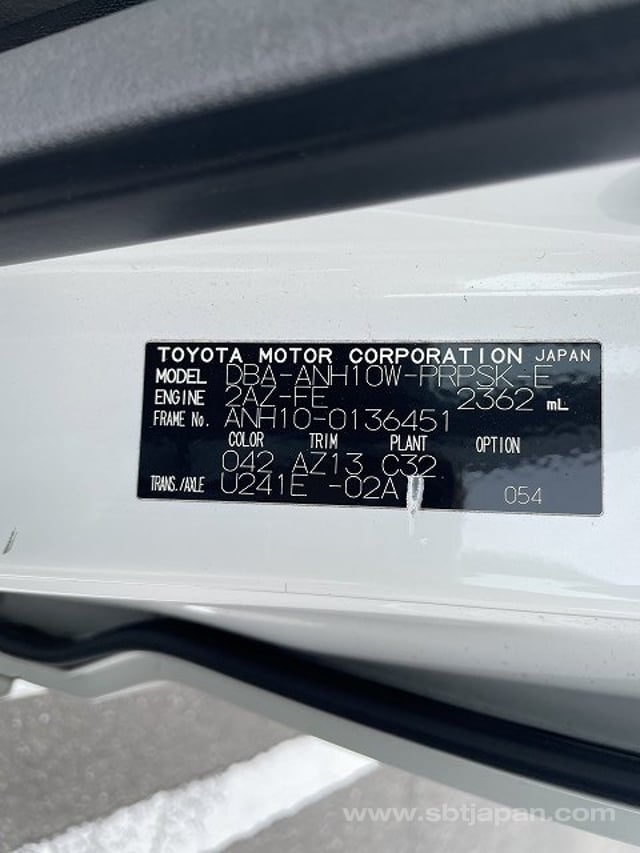 TOYOTA MOTOR CORPORATION JAPAN
MODEL DBA-ANH10W-PRPSK-E
ENGINE 2AZ-FE 2362 mL
FRAME No. ANH10-0136451
COLOR TRIM PLANT OPTION
042 AZ13 C32
TRANS./AXLE U241E -02A 054
www.sbtjapan.com